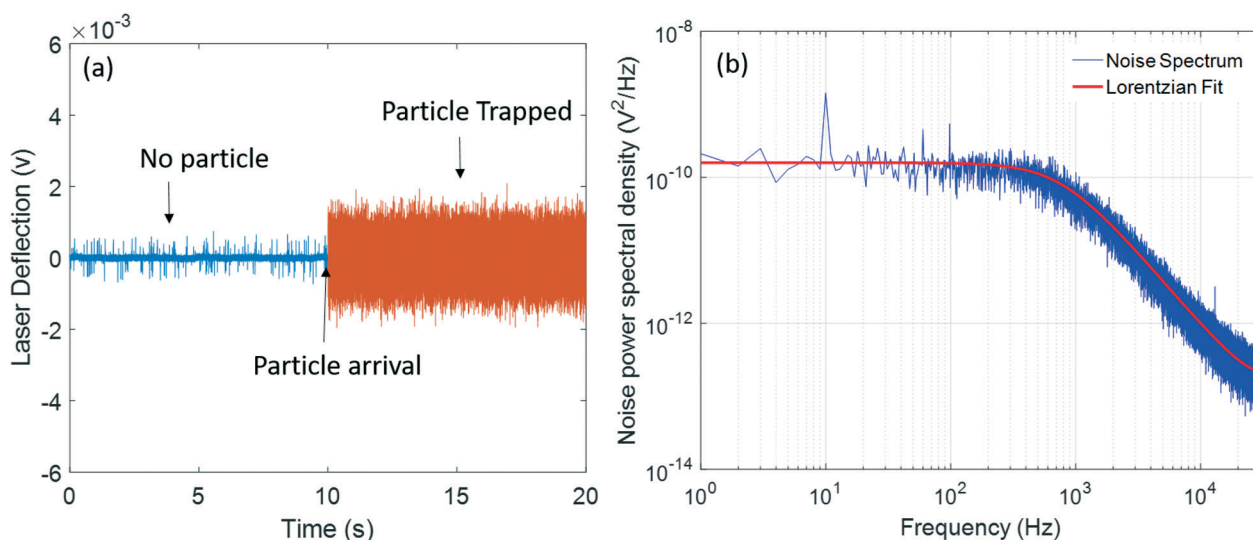 ×10⁻³
(a)
6
4
2
0
-2
-4
-6
Laser Deflection (v)
No particle
Particle Trapped
Particle arrival
0 5 10 15 20
Time (s)
(b)
Noise Spectrum
Lorentzian Fit
10⁻⁸
10⁻¹⁰
10⁻¹²
10⁻¹⁴
Noise power spectral density (V²/Hz)
10⁰ 10¹ 10² 10³ 10⁴
Frequency (Hz)